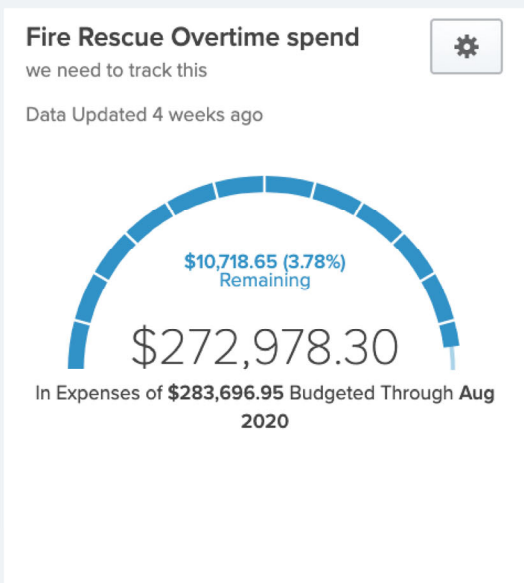 Fire Rescue Overtime spend
we need to track this
Data Updated 4 weeks ago
$10,718.65 (3.78%)
Remaining
$272,978.30
In Expenses of $283,696.95 Budgeted Through Aug
2020